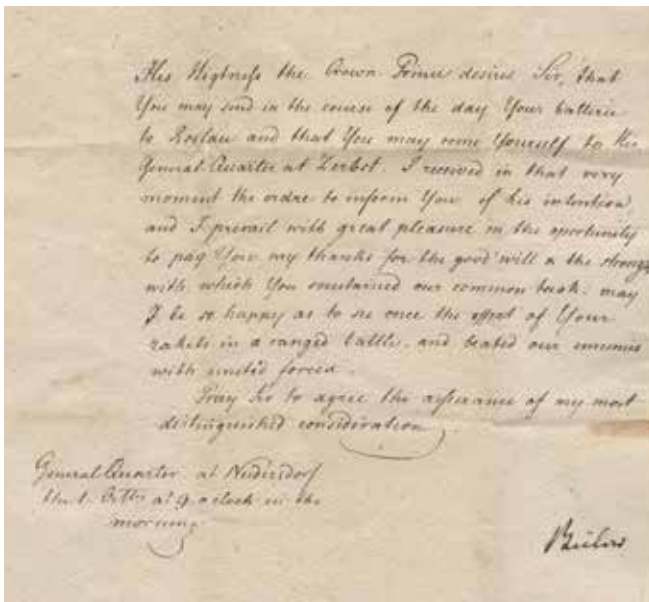 His Highness the Crown Prince desires Sir, that
You may send in the course of the day Your batterie
to Roslau and that You may come Yourself to His
General-Quarter at Zerbst. I received in that very
moment the ordre to inform You of his intention,
and I prevail with great pleasure in the oportunity
to pay You my thanks for the good will a the
with which You sustained our common task: may
I be so happy as to see once the effect of Your
rakets in a ranged battle, and beated our ennemies
with united forces.
Pray Sir to agree the assurance of my most
distinguished consideration.
General-Quarter at
the 1. Octbr at 9 o clock in the
morning
Bülow